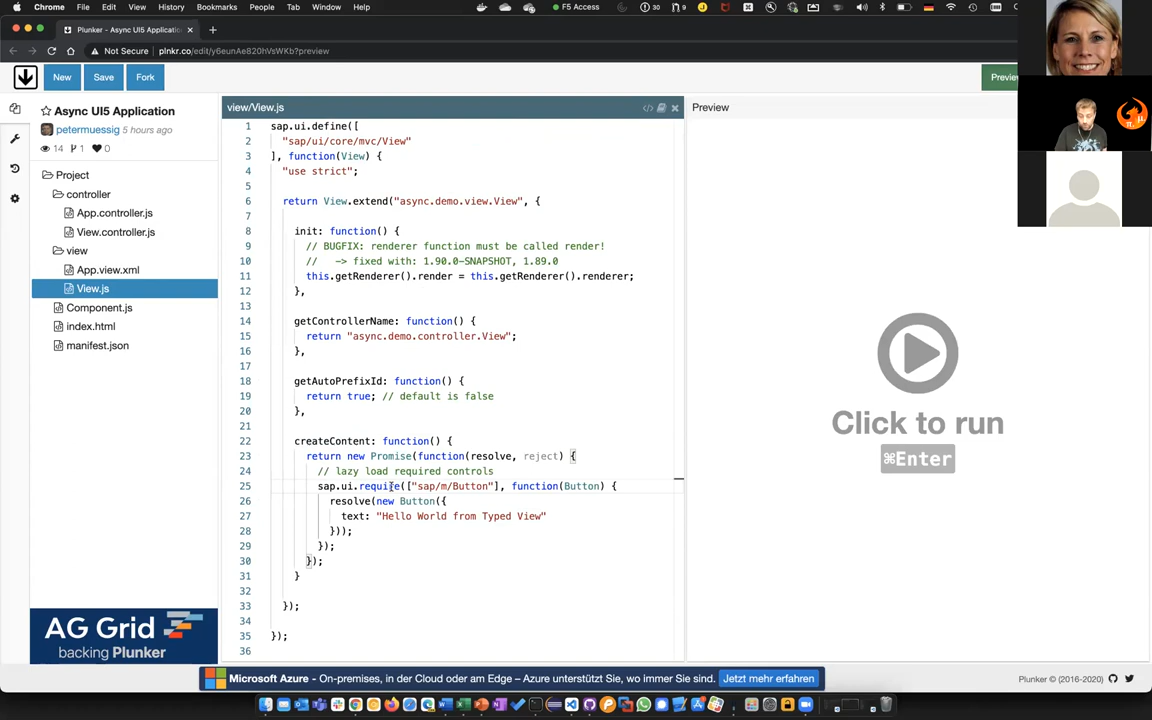 Chrome File Edit View History Bookmarks People Tab Window Help
F5 Access 30 9
Plunker - Async UI5 Applicatio
Not Secure plnkr.co/edit/y6eunAe820hVsWKb?preview
New Save Fork Preview
Async UI5 Application
petermuessig 5 hours ago
14 1 0
Project
controller
App.controller.js
View.controller.js
view
App.view.xml
View.js
Component.js
index.html
manifest.json
AG Grid
backing Plunker
view/View.js
1 sap.ui.define([
2 "sap/ui/core/mvc/View"
3 ], function(View) {
4 "use strict";
5
6 return View.extend("async.demo.view.View", {
7
8 init: function() {
9 // BUGFIX: renderer function must be called render!
10 // -> fixed with: 1.90.0-SNAPSHOT, 1.89.0
11 this.getRenderer().render = this.getRenderer().renderer;
12 },
13
14 getControllerName: function() {
15 return "async.demo.controller.View";
16 },
17
18 getAutoPrefixId: function() {
19 return true; // default is false
20 },
21
22 createContent: function() {
23 return new Promise(function(resolve, reject) {
24 // lazy load required controls
25 sap.ui.require(["sap/m/Button"], function(Button) {
26 resolve(new Button({
27 text: "Hello World from Typed View"
28 }));
29 });
30 });
31 }
32
33 });
34
35 });
36
Preview
Click to run
⌘Enter
Microsoft Azure - On-premises, in der Cloud oder am Edge – Azure unterstützt Sie, wo immer Sie sind. Jetzt mehr erfahren
Plunker © (2016-2020)